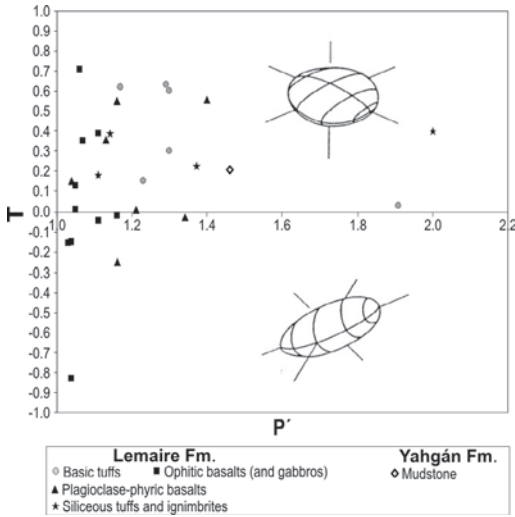 1.0
0.9
0.8
0.7
0.6
0.5
0.4
0.3
0.2
0.1
T 0.0
1.0 1.2 1.4 1.6 1.8 2.0 2.2
-0.1
-0.2
-0.3
-0.4
-0.5
-0.6
-0.7
-0.8
-0.9
-1.0
P´
Lemaire Fm. Yahgán Fm.
Basic tuffs Ophitic basalts (and gabbros) Mudstone
Plagioclase-phyric basalts
Siliceous tuffs and ignimbrites